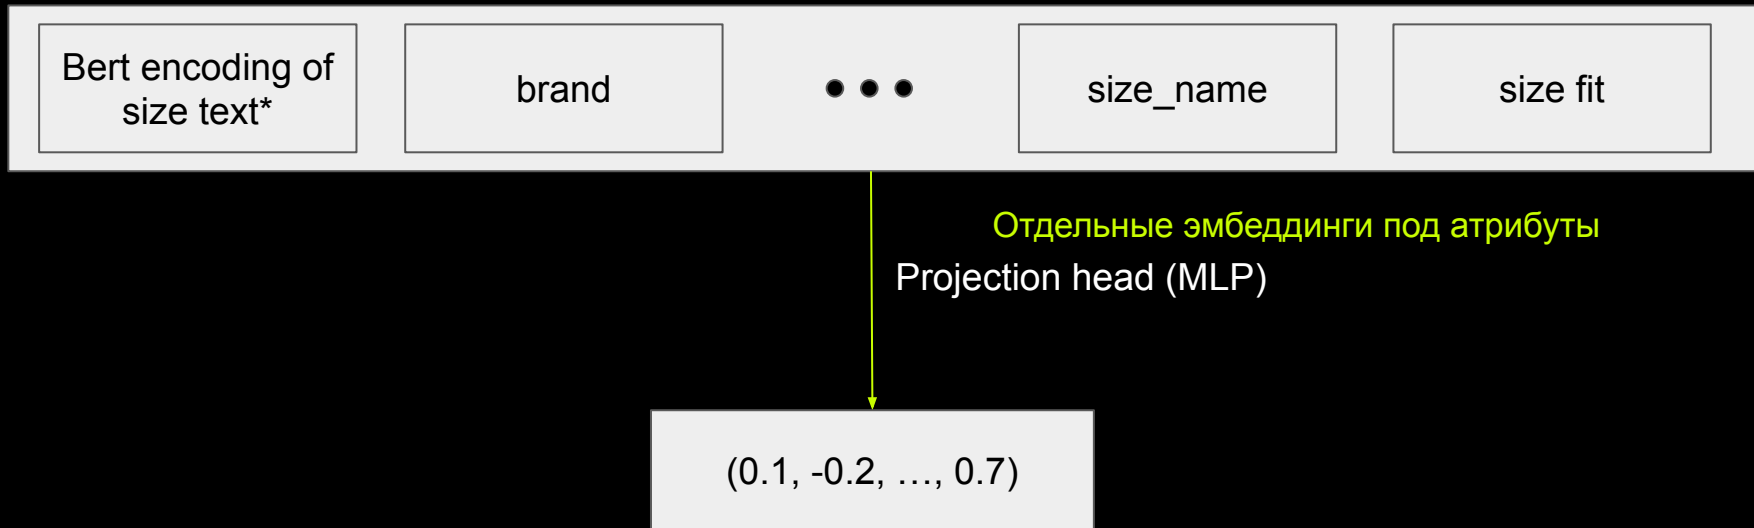 Bert encoding of
size text*
brand
● ● ●
size_name
size fit
Отдельные эмбеддинги под атрибуты
Projection head (MLP)
(0.1, -0.2, …, 0.7)